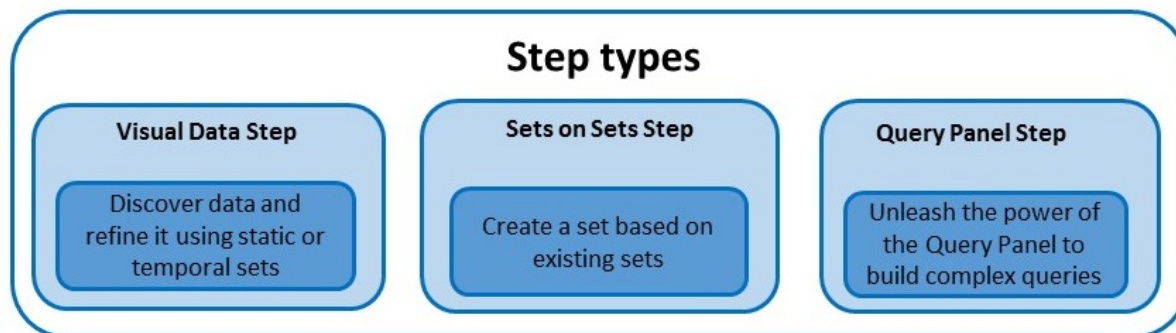 Step types
Visual Data Step
Discover data and
refine it using static or
temporal sets
Sets on Sets Step
Create a set based on
existing sets
Query Panel Step
Unleash the power of
the Query Panel to
build complex queries